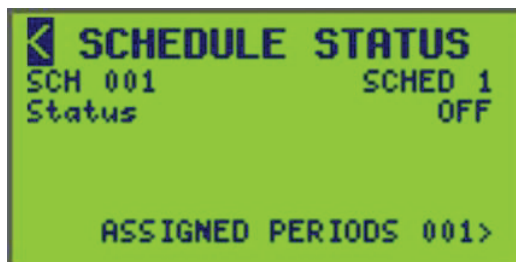 < SCHEDULE STATUS
SCH 001 SCHED 1
Status OFF
ASSIGNED PERIODS 001>